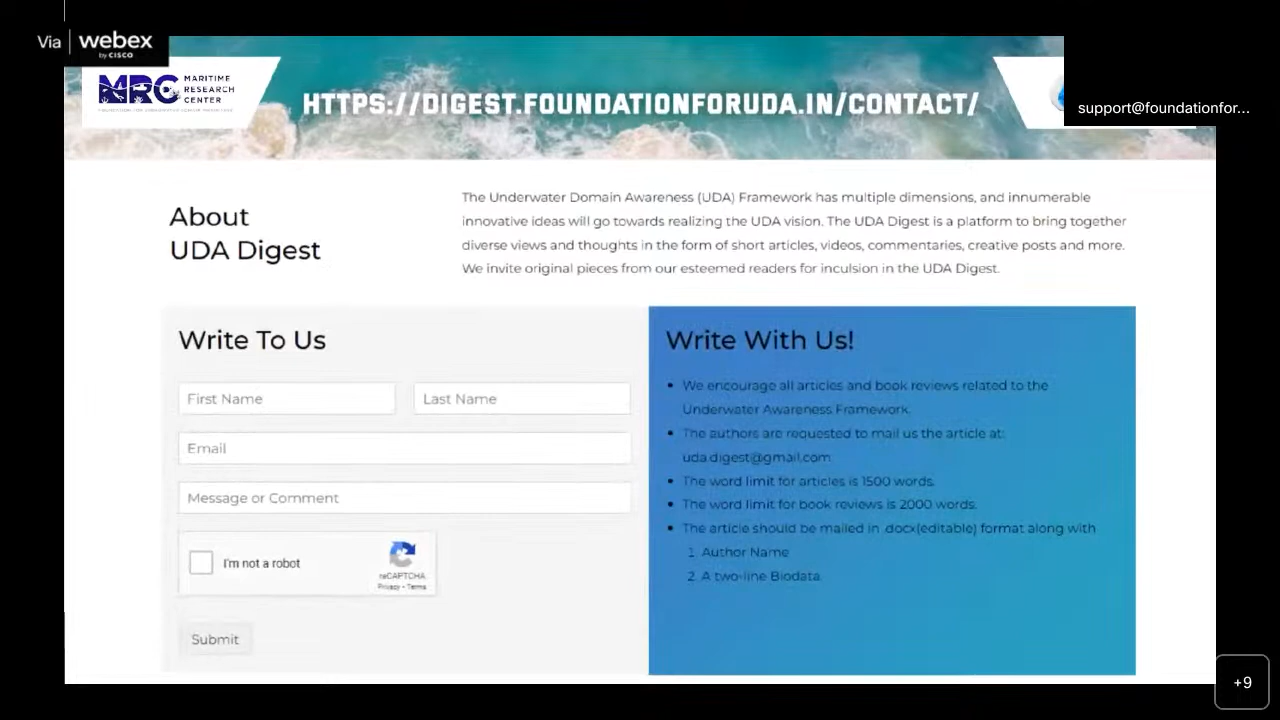 Via webex
by CISCO
MRC MARITIME
RESEARCH
CENTER
HTTPS://DIGEST.FOUNDATIONFORUDA.IN/CONTACT/
support@foundationfor...
About
UDA Digest
The Underwater Domain Awareness (UDA) Framework has multiple dimensions, and innumerable
innovative ideas will go towards realizing the UDA vision. The UDA Digest is a platform to bring together
diverse views and thoughts in the form of short articles, videos, commentaries, creative posts and more.
We invite original pieces from our esteemed readers for inculsion in the UDA Digest.
Write To Us
First Name
Last Name
Email
Message or Comment
I'm not a robot
reCAPTCHA
Privacy - Terms
Submit
Write With Us!
• We encourage all articles and book reviews related to the
Underwater Awareness Framework.
• The authors are requested to mail us the article at:
uda.digest@gmail.com
• The word limit for articles is 1500 words.
• The word limit for book reviews is 2000 words.
• The article should be mailed in .docx(editable) format along with
1. Author Name
2. A two-line Biodata
+9